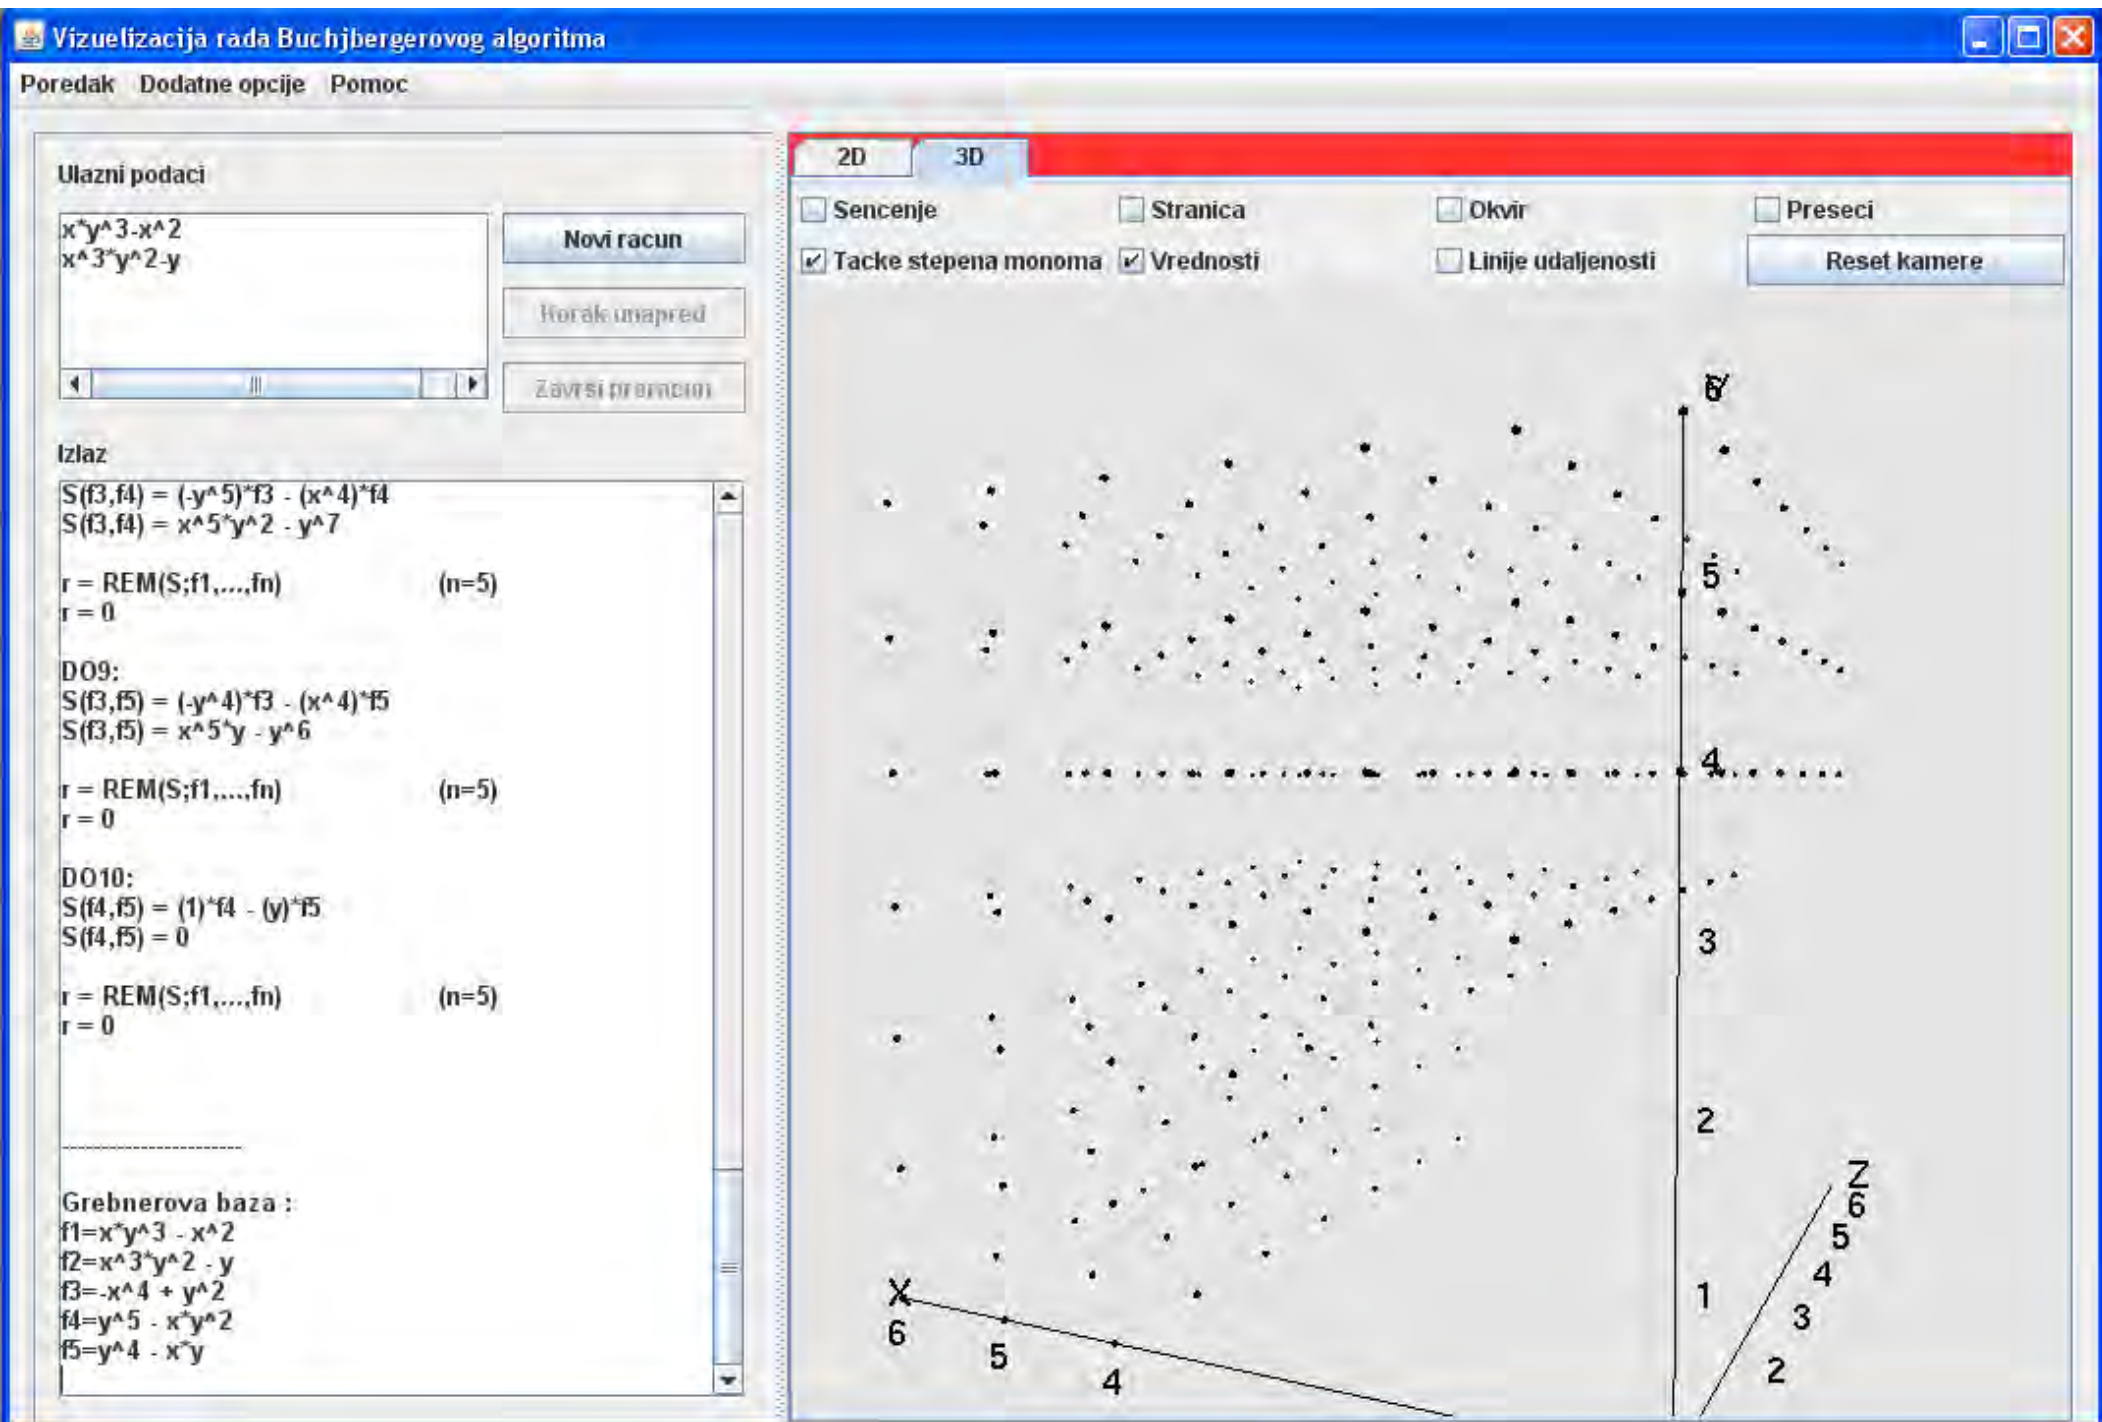 Vizuelizacija rada Buchjbergerovog algoritma
Poredak Dodatne opcije Pomoc
Ulazni podaci
x*y^3-x^2
x^3*y^2-y
Novi racun
Korak unapred
Zavrsi proracun
Izlaz
S(f3,f4) = (-y^5)*f3 - (x^4)*f4
S(f3,f4) = x^5*y^2 - y^7
r = REM(S;f1,...,fn) (n=5)
r = 0
DO9:
S(f3,f5) = (-y^4)*f3 - (x^4)*f5
S(f3,f5) = x^5*y - y^6
r = REM(S;f1,...,fn) (n=5)
r = 0
DO10:
S(f4,f5) = (1)*f4 - (y)*f5
S(f4,f5) = 0
r = REM(S;f1,...,fn) (n=5)
r = 0
-----------------------------
Grebnerova baza :
f1=x*y^3 - x^2
f2=x^3*y^2 - y
f3=-x^4 + y^2
f4=y^5 - x*y^2
f5=y^4 - x*y
2D 3D
Sencenje Stranica Okvir Preseci
Tacke stepena monoma Vrednosti Linije udaljenosti Reset kamere
Y
6
5
4
3
2
1
Z
6
5
4
3
2
X
6
5
4